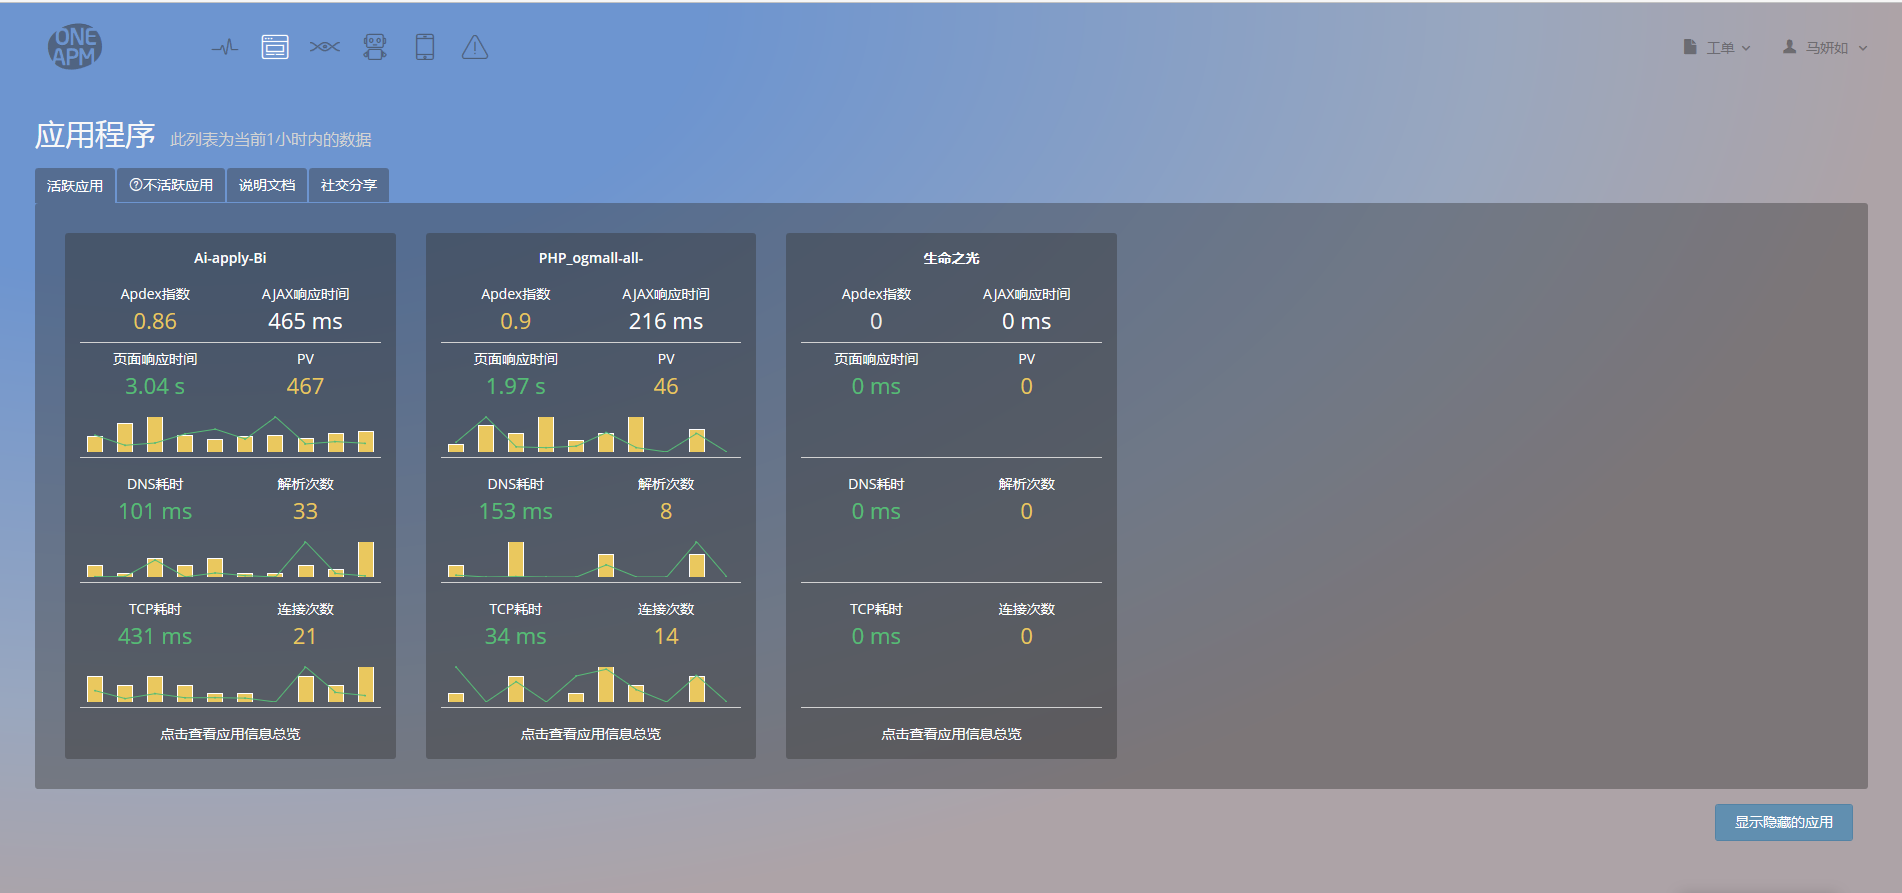 ONE
APM
工单
马妍如
应用程序 此列表为当前1小时内的数据
活跃应用 不活跃应用 说明文档 社交分享
Ai-apply-Bi
Apdex指数 AJAX响应时间
0.86 465 ms
页面响应时间 PV
3.04 s 467
DNS耗时 解析次数
101 ms 33
TCP耗时 连接次数
431 ms 21
点击查看应用信息总览
PHP_ogmall-all-
Apdex指数 AJAX响应时间
0.9 216 ms
页面响应时间 PV
1.97 s 46
DNS耗时 解析次数
153 ms 8
TCP耗时 连接次数
34 ms 14
点击查看应用信息总览
生命之光
Apdex指数 AJAX响应时间
0 0 ms
页面响应时间 PV
0 ms 0
DNS耗时 解析次数
0 ms 0
TCP耗时 连接次数
0 ms 0
点击查看应用信息总览
显示隐藏的应用